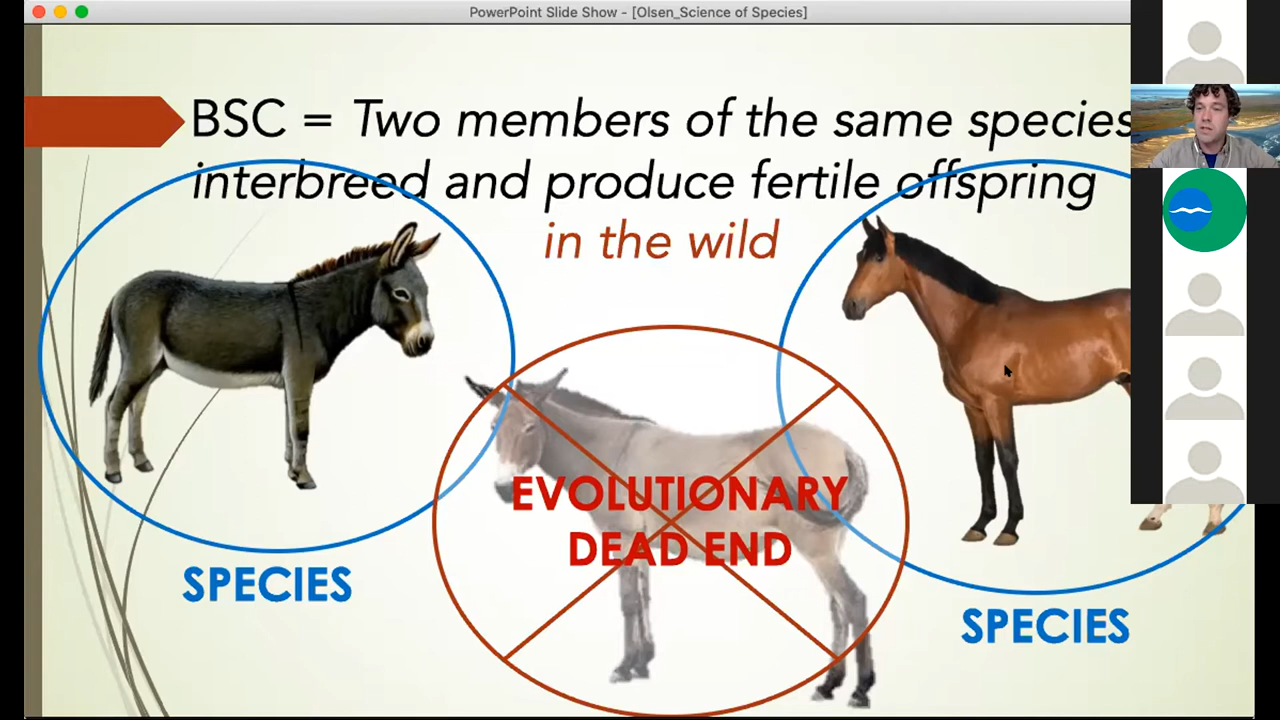 PowerPoint Slide Show - [Olsen_Science of Species]
BSC = Two members of the same species
interbreed and produce fertile offspring
in the wild
EVOLUTIONARY
DEAD END
SPECIES
SPECIES